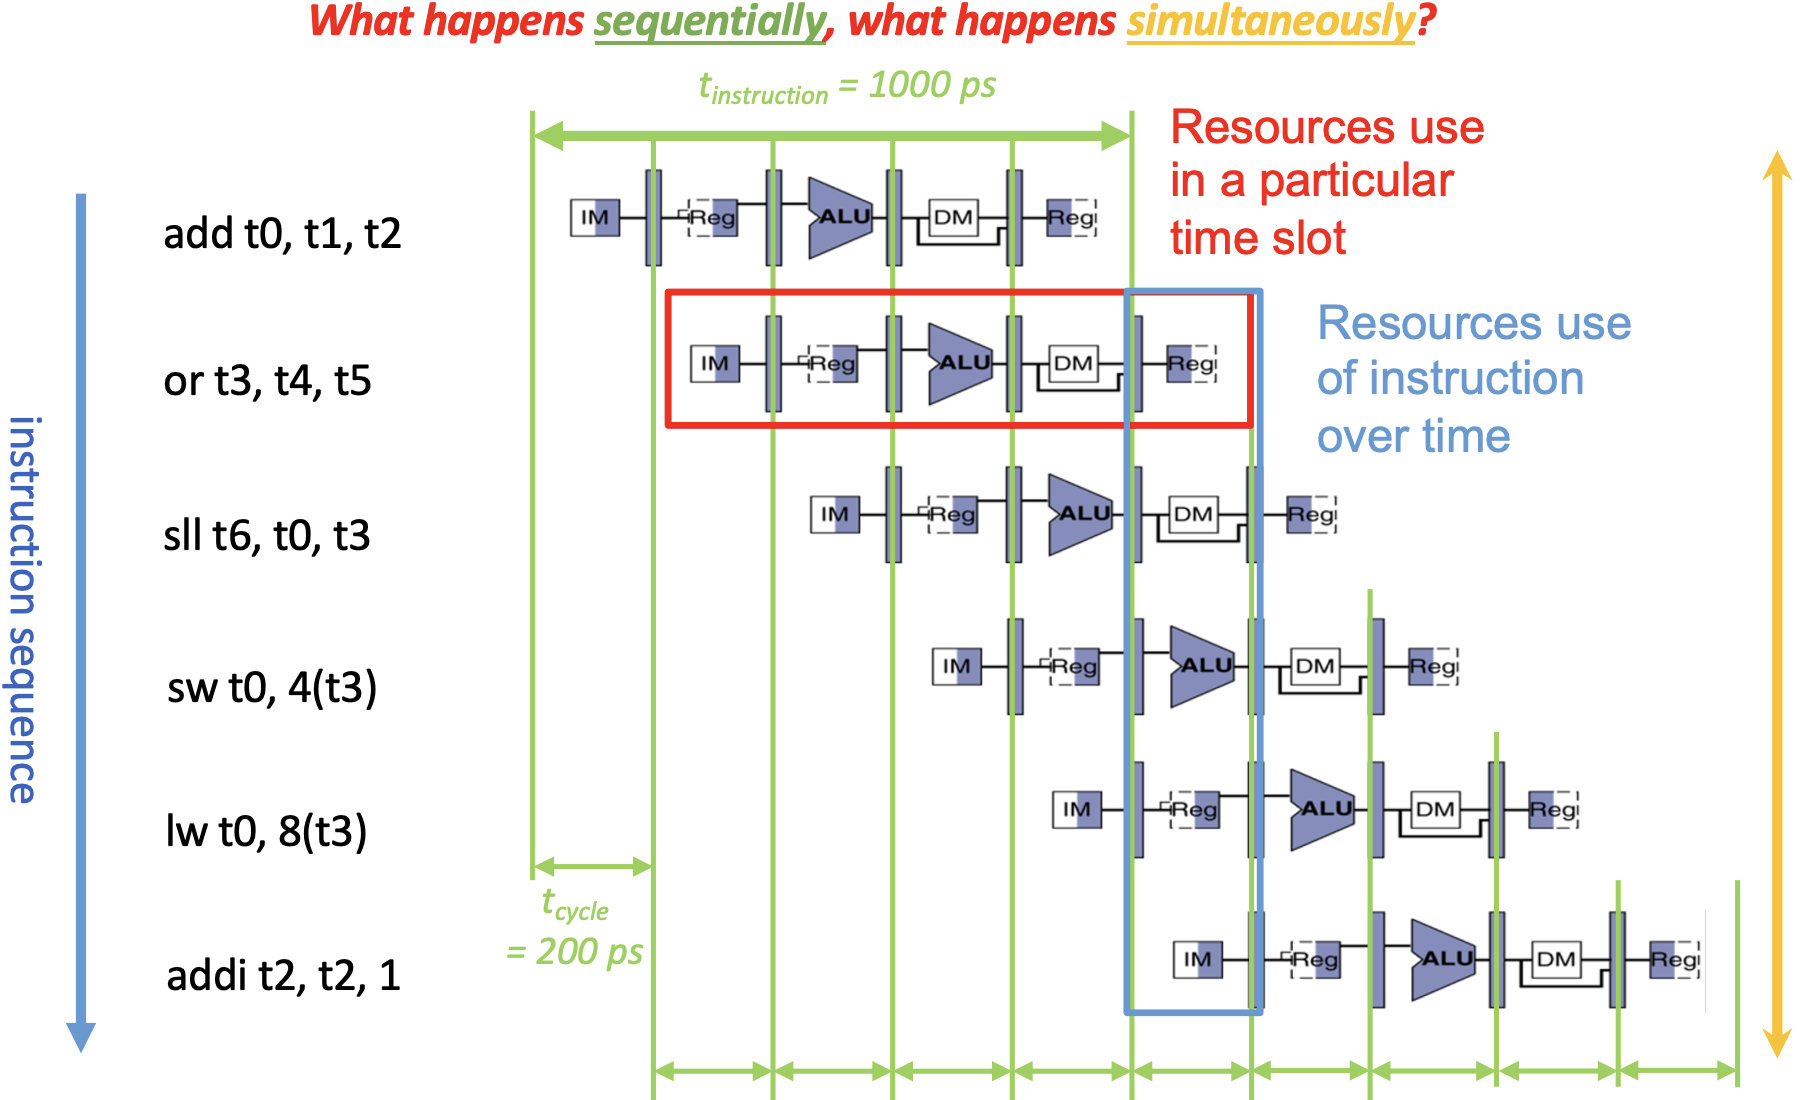 What happens sequentially, what happens simultaneously?
tinstruction = 1000 ps
Resources use
in a particular
time slot
add t0, t1, t2
IM Reg ALU DM Reg
Resources use
of instruction
over time
or t3, t4, t5
IM Reg ALU DM Reg
sll t6, t0, t3
IM Reg ALU DM Reg
sw t0, 4(t3)
IM Reg ALU DM Reg
lw t0, 8(t3)
IM Reg ALU DM Reg
tcycle
= 200 ps
addi t2, t2, 1
IM Reg ALU DM Reg
instruction sequence